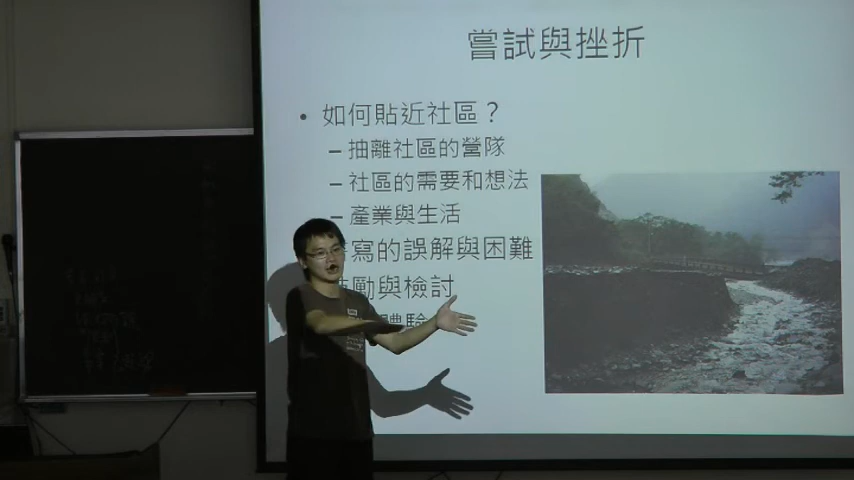 嘗試與挫折
• 如何貼近社區？
– 抽離社區的營隊
– 社區的需要和想法
– 產業與生活
寫的誤解與困難
勵與檢討
體驗